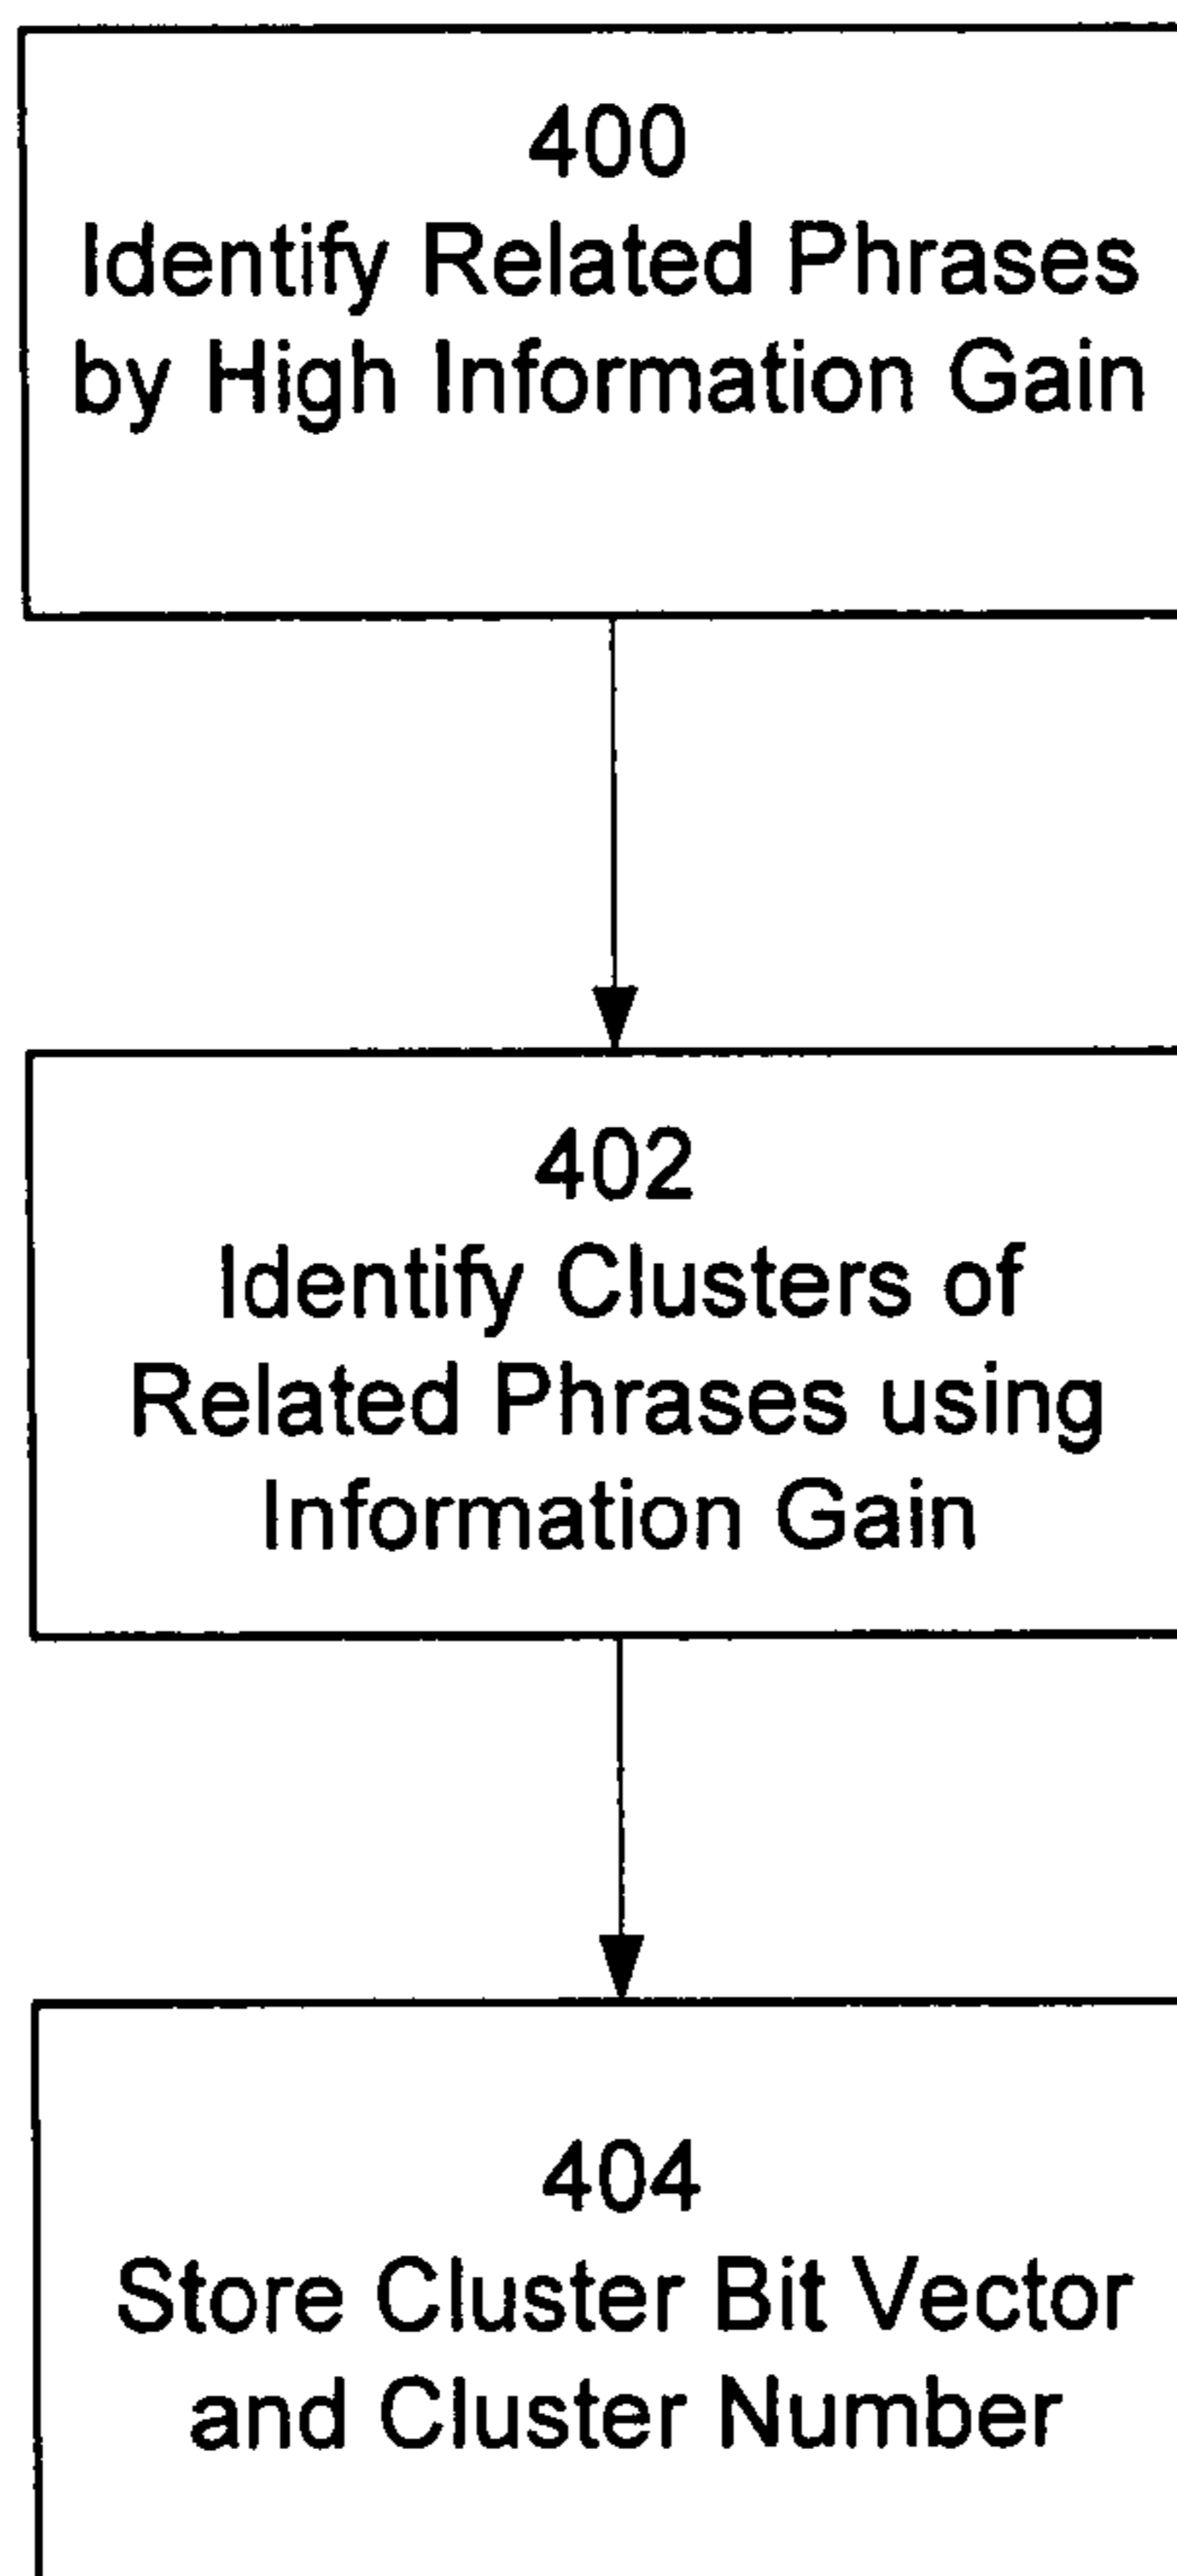 400
Identify Related Phrases
by High Information Gain
402
Identify Clusters of
Related Phrases using
Information Gain
404
Store Cluster Bit Vector
and Cluster Number